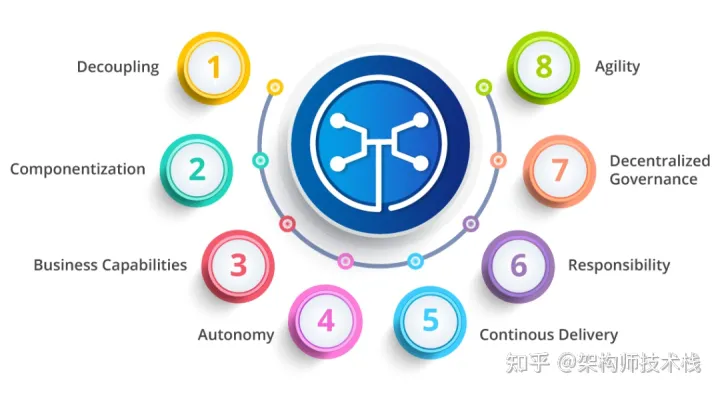 1
Decoupling
2
Componentization
3
Business Capabilities
4
Autonomy
5
Continous Delivery
6
Responsibility
7
Decentralized
Governance
8
Agility
知乎 @架构师技术栈